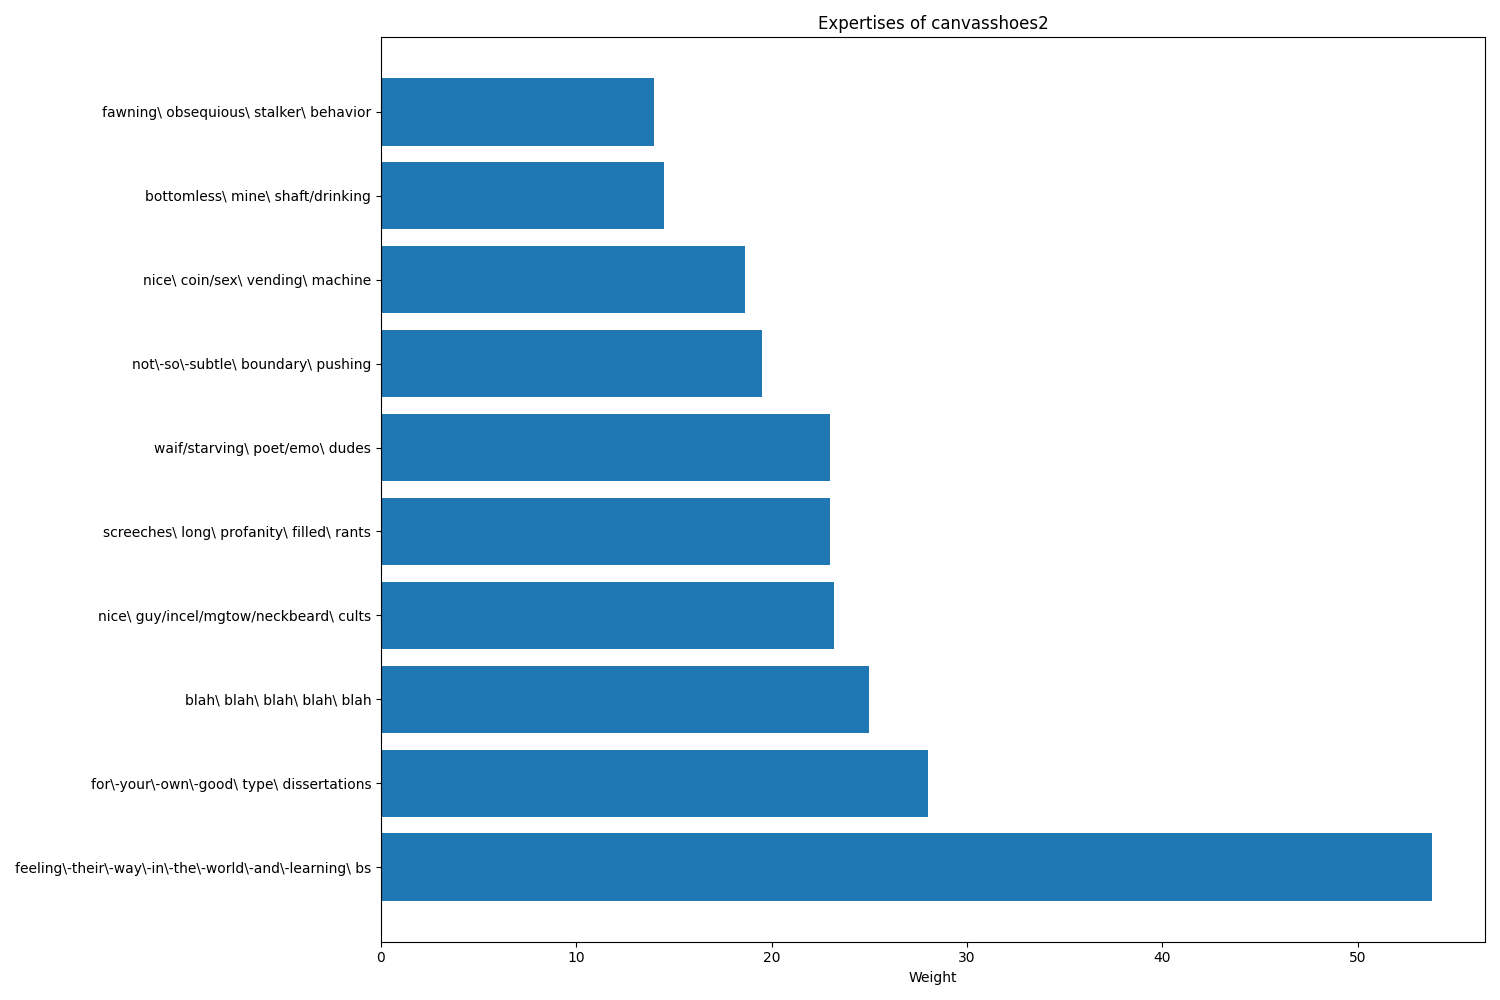 Expertises of canvasshoes2
fawning\ obsequious\ stalker\ behavior
bottomless\ mine\ shaft/drinking
nice\ coin/sex\ vending\ machine
not\-so\-subtle\ boundary\ pushing
waif/starving\ poet/emo\ dudes
screeches\ long\ profanity\ filled\ rants
nice\ guy/incel/mgtow/neckbeard\ cults
blah\ blah\ blah\ blah\ blah
for\-your\-own\-good\ type\ dissertations
feeling\-their\-way\-in\-the\-world\-and\-learning\ bs
0 10 20 30 40 50
Weight